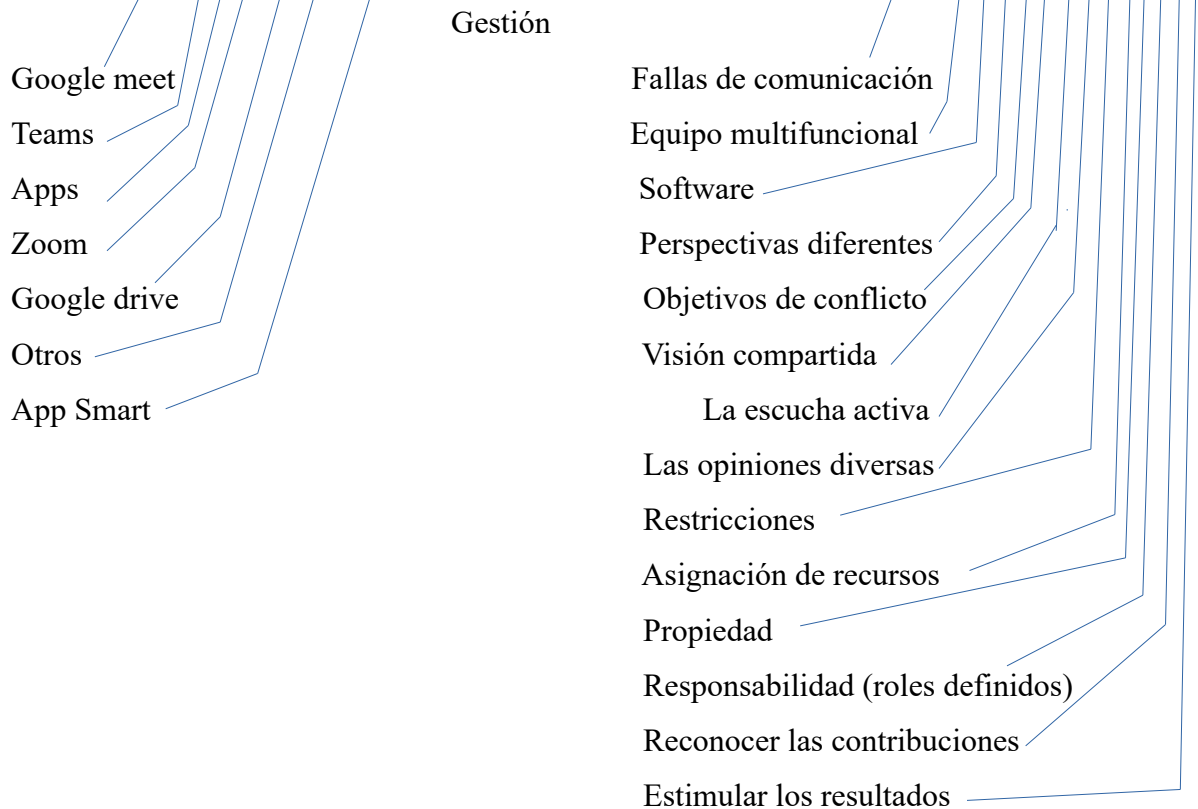 Gestión
Google meet
Teams
Apps
Zoom
Google drive
Otros
App Smart
Fallas de comunicación
Equipo multifuncional
Software
Perspectivas diferentes
Objetivos de conflicto
Visión compartida
La escucha activa
Las opiniones diversas
Restricciones
Asignación de recursos
Propiedad
Responsabilidad (roles definidos)
Reconocer las contribuciones
Estimular los resultados